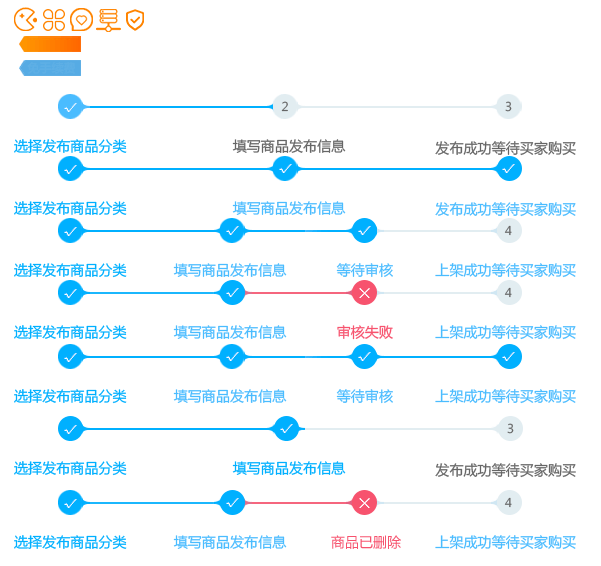 2 3
选择发布商品分类 填写商品发布信息 发布成功等待买家购买
选择发布商品分类 填写商品发布信息 发布成功等待买家购买
4
选择发布商品分类 填写商品发布信息 等待审核 上架成功等待买家购买
4
选择发布商品分类 填写商品发布信息 审核失败 上架成功等待买家购买
选择发布商品分类 填写商品发布信息 等待审核 上架成功等待买家购买
3
选择发布商品分类 填写商品发布信息 发布成功等待买家购买
4
选择发布商品分类 填写商品发布信息 商品已删除 上架成功等待买家购买